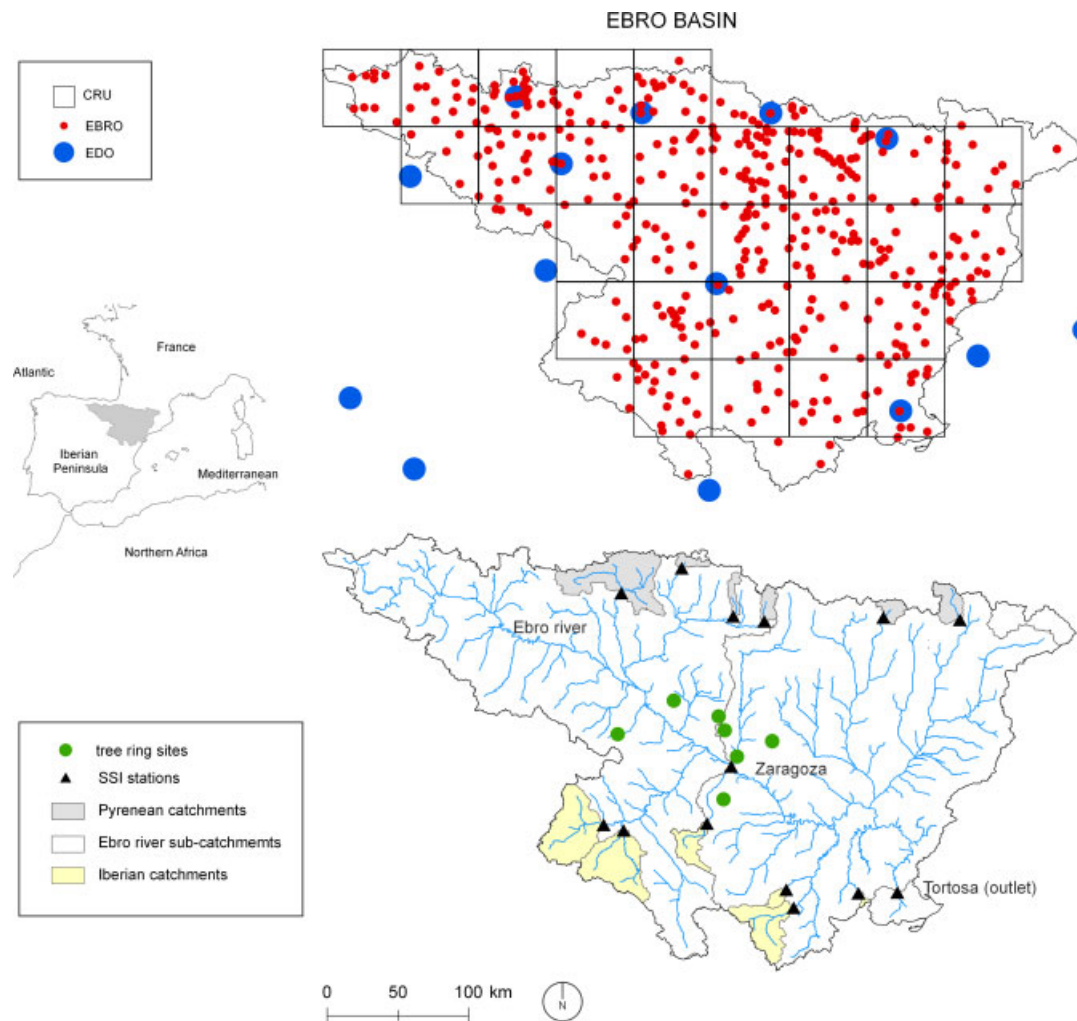 EBRO BASIN
CRU
EBRO
EDO
France
Atlantic
Iberian
Peninsula
Mediterranean
Northern Africa
Ebro river
Zaragoza
Tortosa (outlet)
tree ring sites
SSI stations
Pyrenean catchments
Ebro river sub-catchmemts
Iberian catchments
0 50 100 km
N